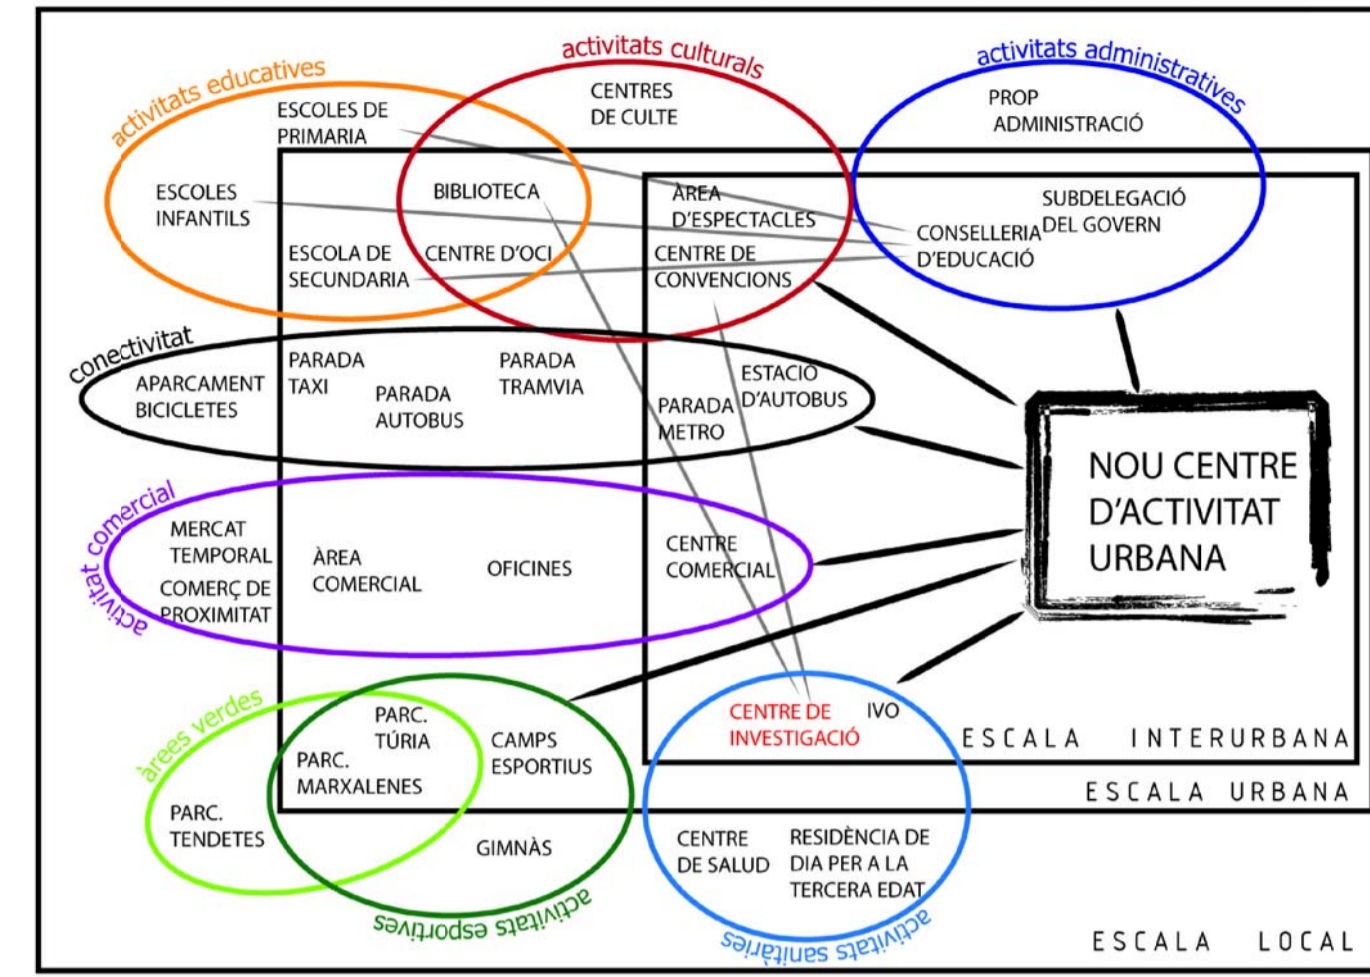 activitats educatives
ESCOLES DE
PRIMARIA
ESCOLES
INFANTILS
ESCOLA DE
SECUNDARIA
BIBLIOTECA
CENTRE D'OCI
activitats culturals
CENTRES
DE CULTE
ÀREA
D'ESPECTACLES
CENTRE DE
CONVENCIONS
activitats administratives
PROP
ADMINISTRACIÓ
SUBDELEGACIÓ
DEL GOVERN
CONSELLERIA
D'EDUCACIÓ
conectivitat
APARCAMENT
BICICLETES
PARADA
TAXI
PARADA
AUTOBUS
PARADA
TRAMVIA
PARADA
METRO
ESTACIÓ
D'AUTOBUS
NOU CENTRE
D'ACTIVITAT
URBANA
activitat comercial
MERCAT
TEMPORAL
COMERÇ DE
PROXIMITAT
ÀREA
COMERCIAL
OFICINES
CENTRE
COMERCIAL
àrees verdes
PARC.
TÚRIA
PARC.
MARXALENES
PARC.
TENDETES
CAMPS
ESPORTIUS
GIMNÀS
activitats esportives
CENTRE DE
INVESTIGACIÓ
IVO
CENTRE
DE SALUD
RESIDÈNCIA DE
DIA PER A LA
TERCERA EDAT
activitats sanitàries
ESCALA INTERURBANA
ESCALA URBANA
ESCALA LOCAL